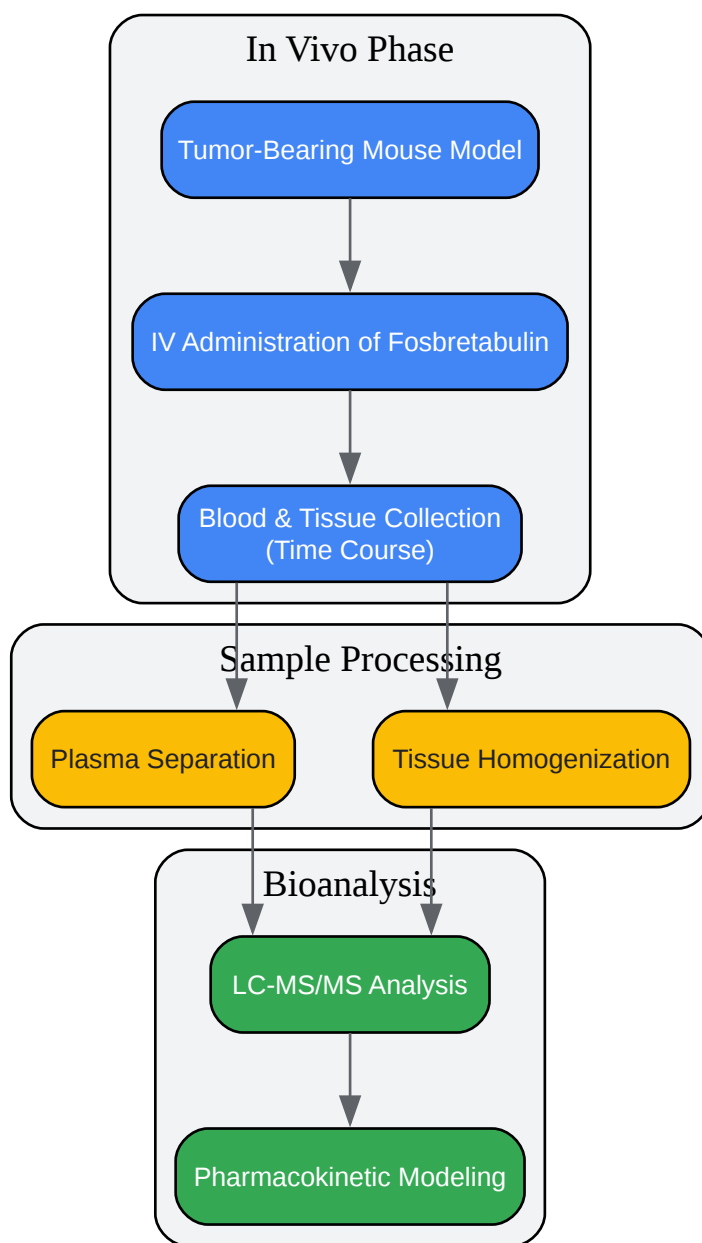 In Vivo Phase
Tumor-Bearing Mouse Model
IV Administration of Fosbretabulin
Blood & Tissue Collection
(Time Course)
Sample Processing
Plasma Separation
Tissue Homogenization
Bioanalysis
LC-MS/MS Analysis
Pharmacokinetic Modeling